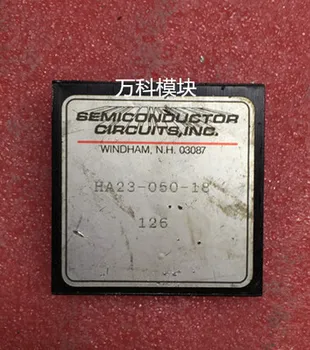 万科模块
SEMICONDUCTOR
CIRCUITS, INC.
WINDHAM, N.H. 03087
HA23-060-18
126